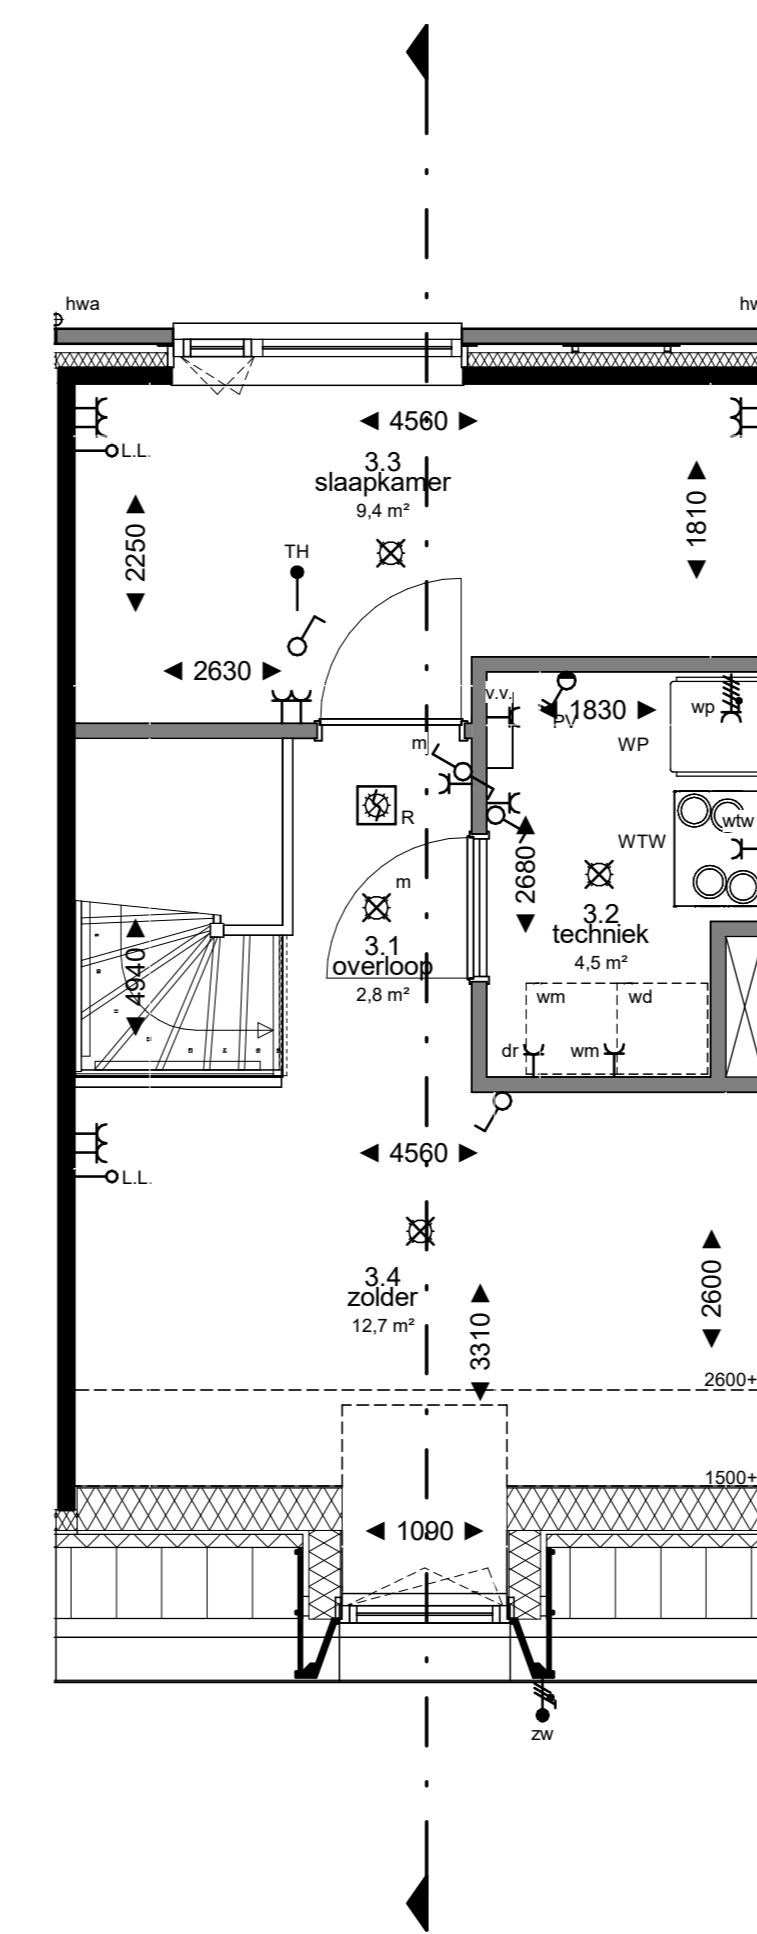 hwa
hw
4560
L.L.
3.3
slaapkamer
9,4 m²
1810
2250
TH
2630
v.v.
1830
PV
wp
WP
m
R
wtw
WTW
2680
m
3.2
techniek
4,5 m²
3.1
overloop
2,8 m²
4940
wm
wd
dr
wm
4560
L.L.
3.4
zolder
12,7 m²
2600
3310
2600+
1500+
1090
zw